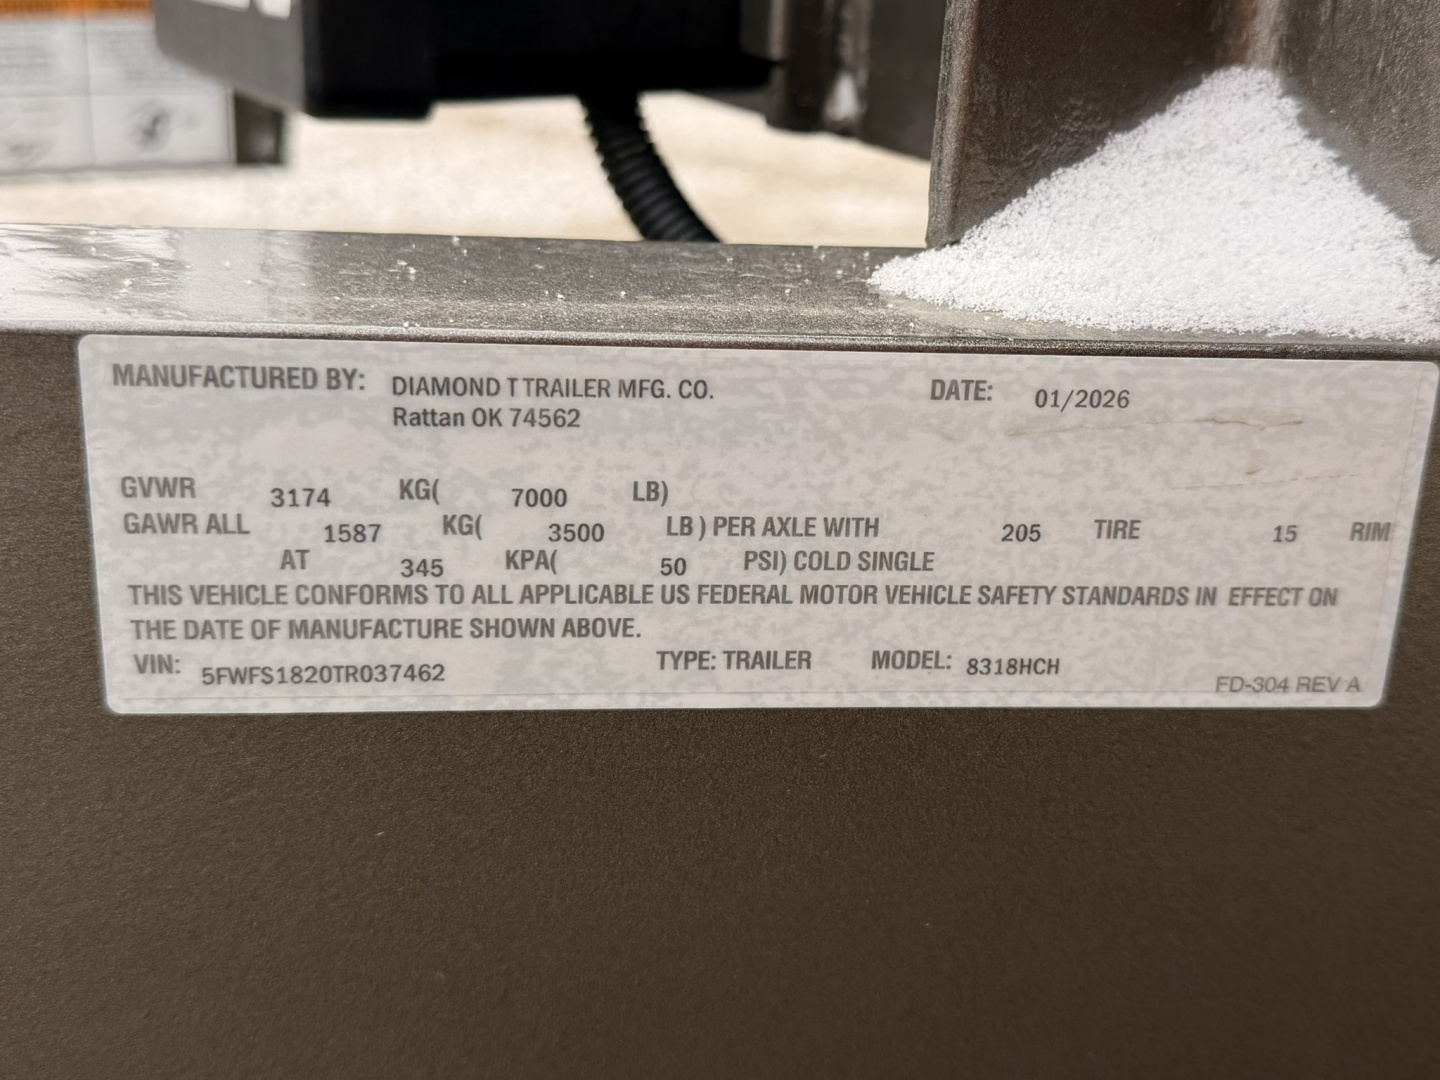 MANUFACTURED BY: DIAMOND T TRAILER MFG. CO. DATE: 01/2026
Rattan OK 74562
GVWR 3174 KG( 7000 LB)
GAWR ALL 1587 KG( 3500 LB ) PER AXLE WITH 205 TIRE 15 RIM
AT 345 KPA( 50 PSI) COLD SINGLE
THIS VEHICLE CONFORMS TO ALL APPLICABLE US FEDERAL MOTOR VEHICLE SAFETY STANDARDS IN EFFECT ON
THE DATE OF MANUFACTURE SHOWN ABOVE.
VIN: 5FWFS1820TR037462 TYPE: TRAILER MODEL: 8318HCH
FD-304 REV A